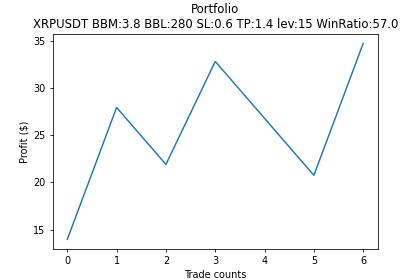 Portfolio
XRPUSDT BBM:3.8 BBL:280 SL:0.6 TP:1.4 lev:15 WinRatio:57.0
35
30
25
20
15
Profit ($)
0 1 2 3 4 5 6
Trade counts